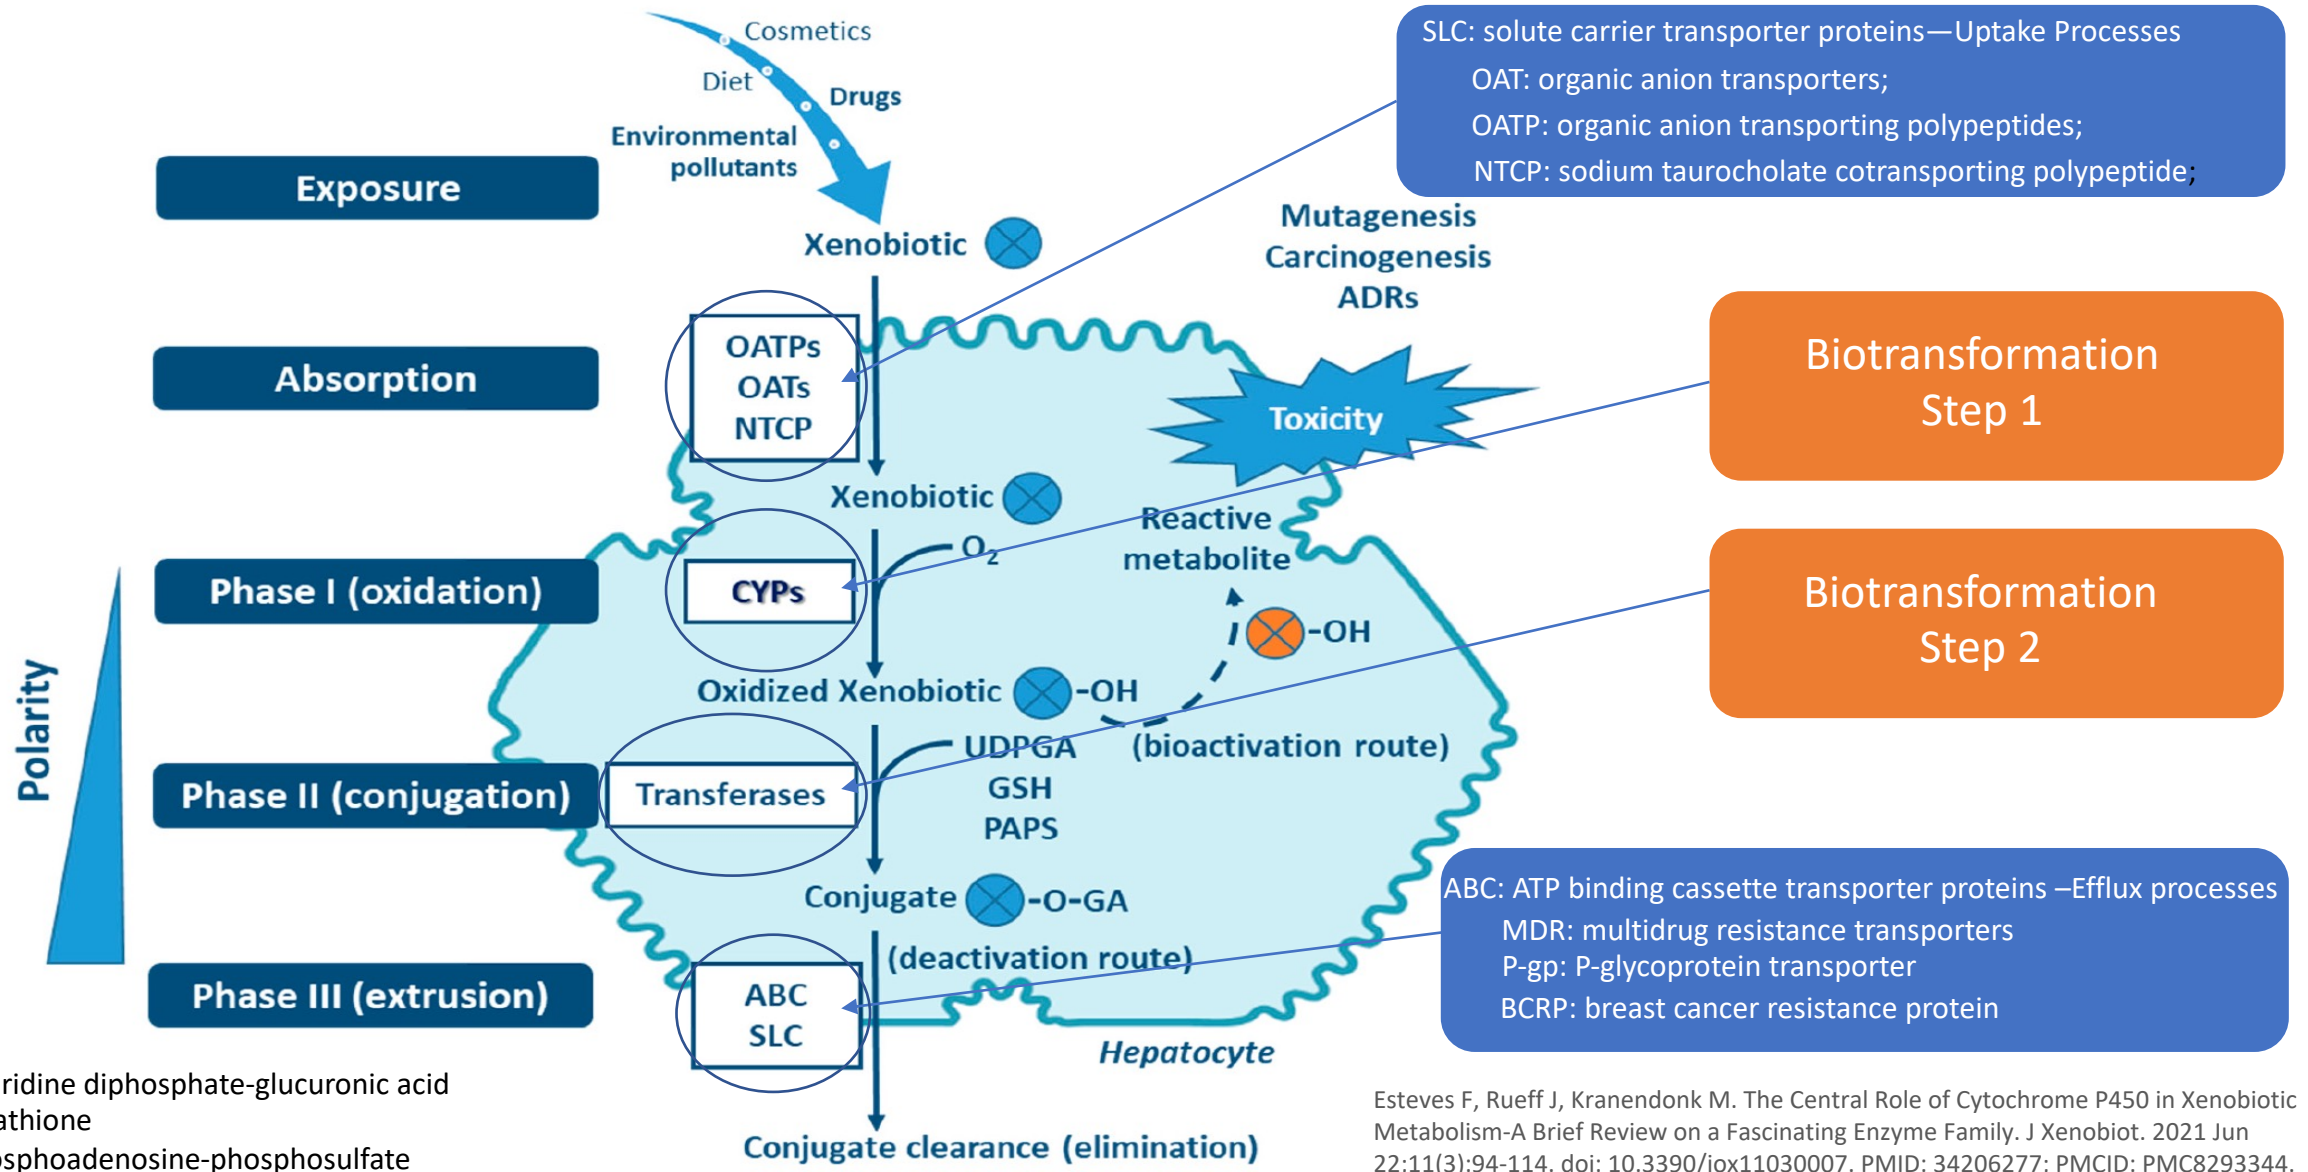 Cosmetics
Diet
Drugs
Environmental
pollutants
Exposure
Xenobiotic
SLC: solute carrier transporter proteins—Uptake Processes
OAT: organic anion transporters;
OATP: organic anion transporting polypeptides;
NTCP: sodium taurocholate cotransporting polypeptide;
Mutagenesis
Carcinogenesis
ADRs
Absorption
OATPs
OATs
NTCP
Toxicity
Biotransformation
Step 1
Xenobiotic
Reactive
metabolite
O2
Phase I (oxidation)
CYPs
-OH
Biotransformation
Step 2
Polarity
Oxidized Xenobiotic
-OH
UDPGA
GSH
PAPS
(bioactivation route)
Phase II (conjugation)
Transferases
Conjugate
-O-GA
(deactivation route)
ABC: ATP binding cassette transporter proteins –Efflux processes
MDR: multidrug resistance transporters
P-gp: P-glycoprotein transporter
BCRP: breast cancer resistance protein
Phase III (extrusion)
ABC
SLC
Hepatocyte
Conjugate clearance (elimination)
ridine diphosphate-glucuronic acid
athione
osphoadenosine-phosphosulfate
Esteves F, Rueff J, Kranendonk M. The Central Role of Cytochrome P450 in Xenobiotic
Metabolism-A Brief Review on a Fascinating Enzyme Family. J Xenobiot. 2021 Jun
22;11(3):94-114. doi: 10.3390/jox11030007. PMID: 34206277; PMCID: PMC8293344.